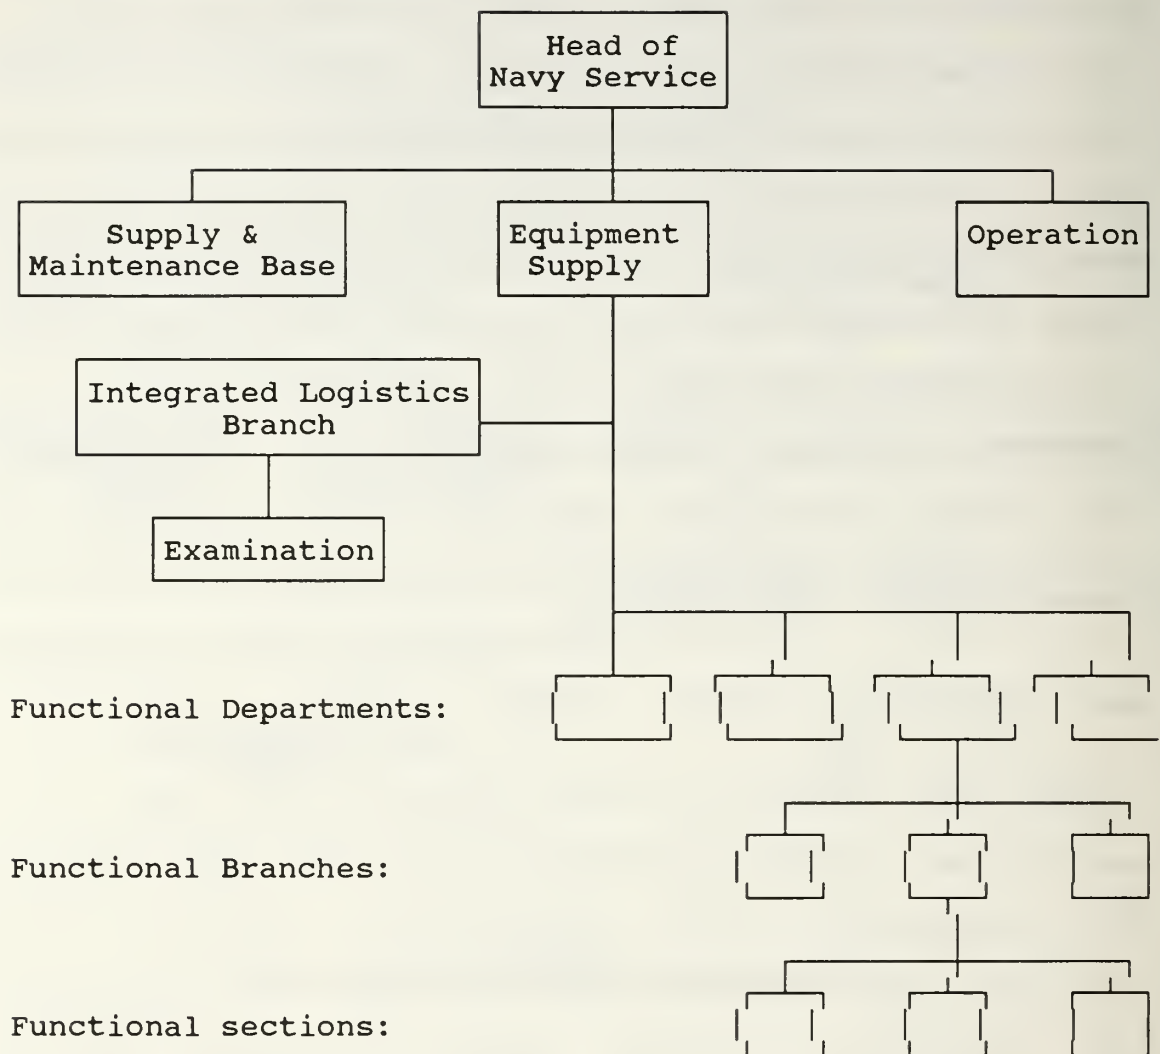 Head of
Navy Service
Supply &
Maintenance Base
Equipment
Supply
Operation
Integrated Logistics
Branch
Examination
Functional Departments:
Functional Branches:
Functional sections: